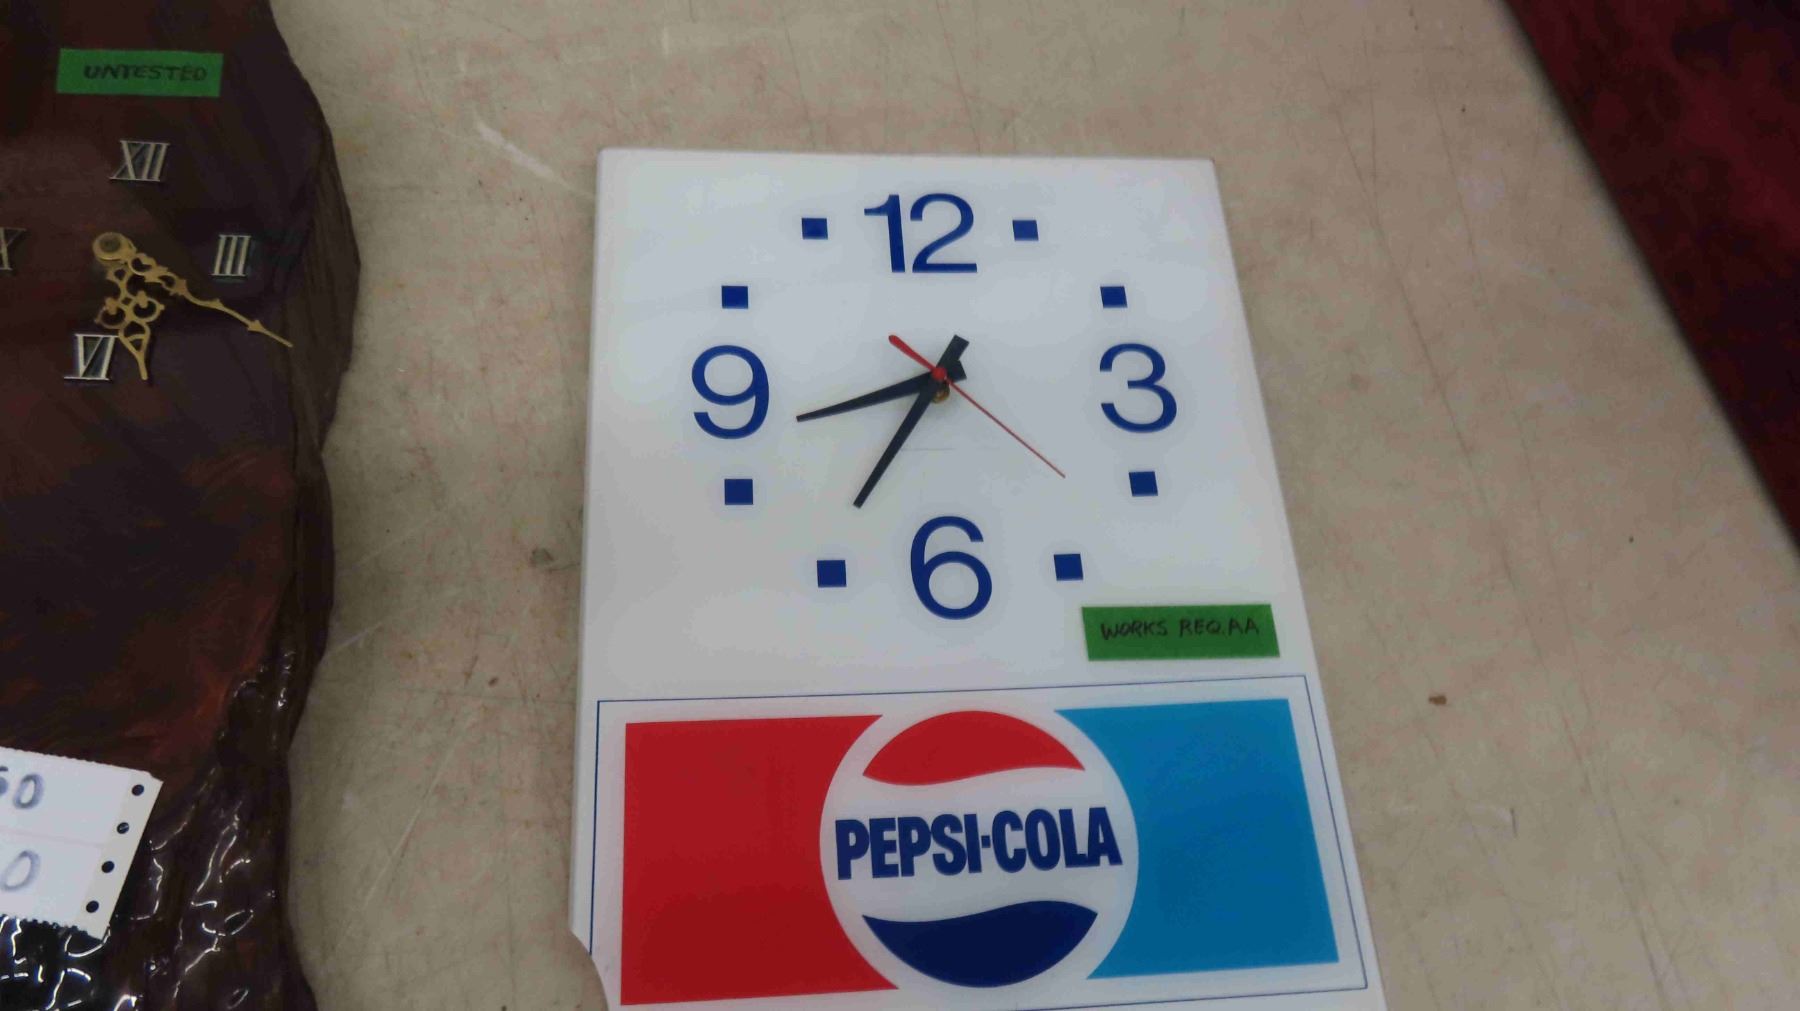 UNTESTED
XII
III
VI
12
9
3
6
WORKS REQ.AA
PEPSI·COLA